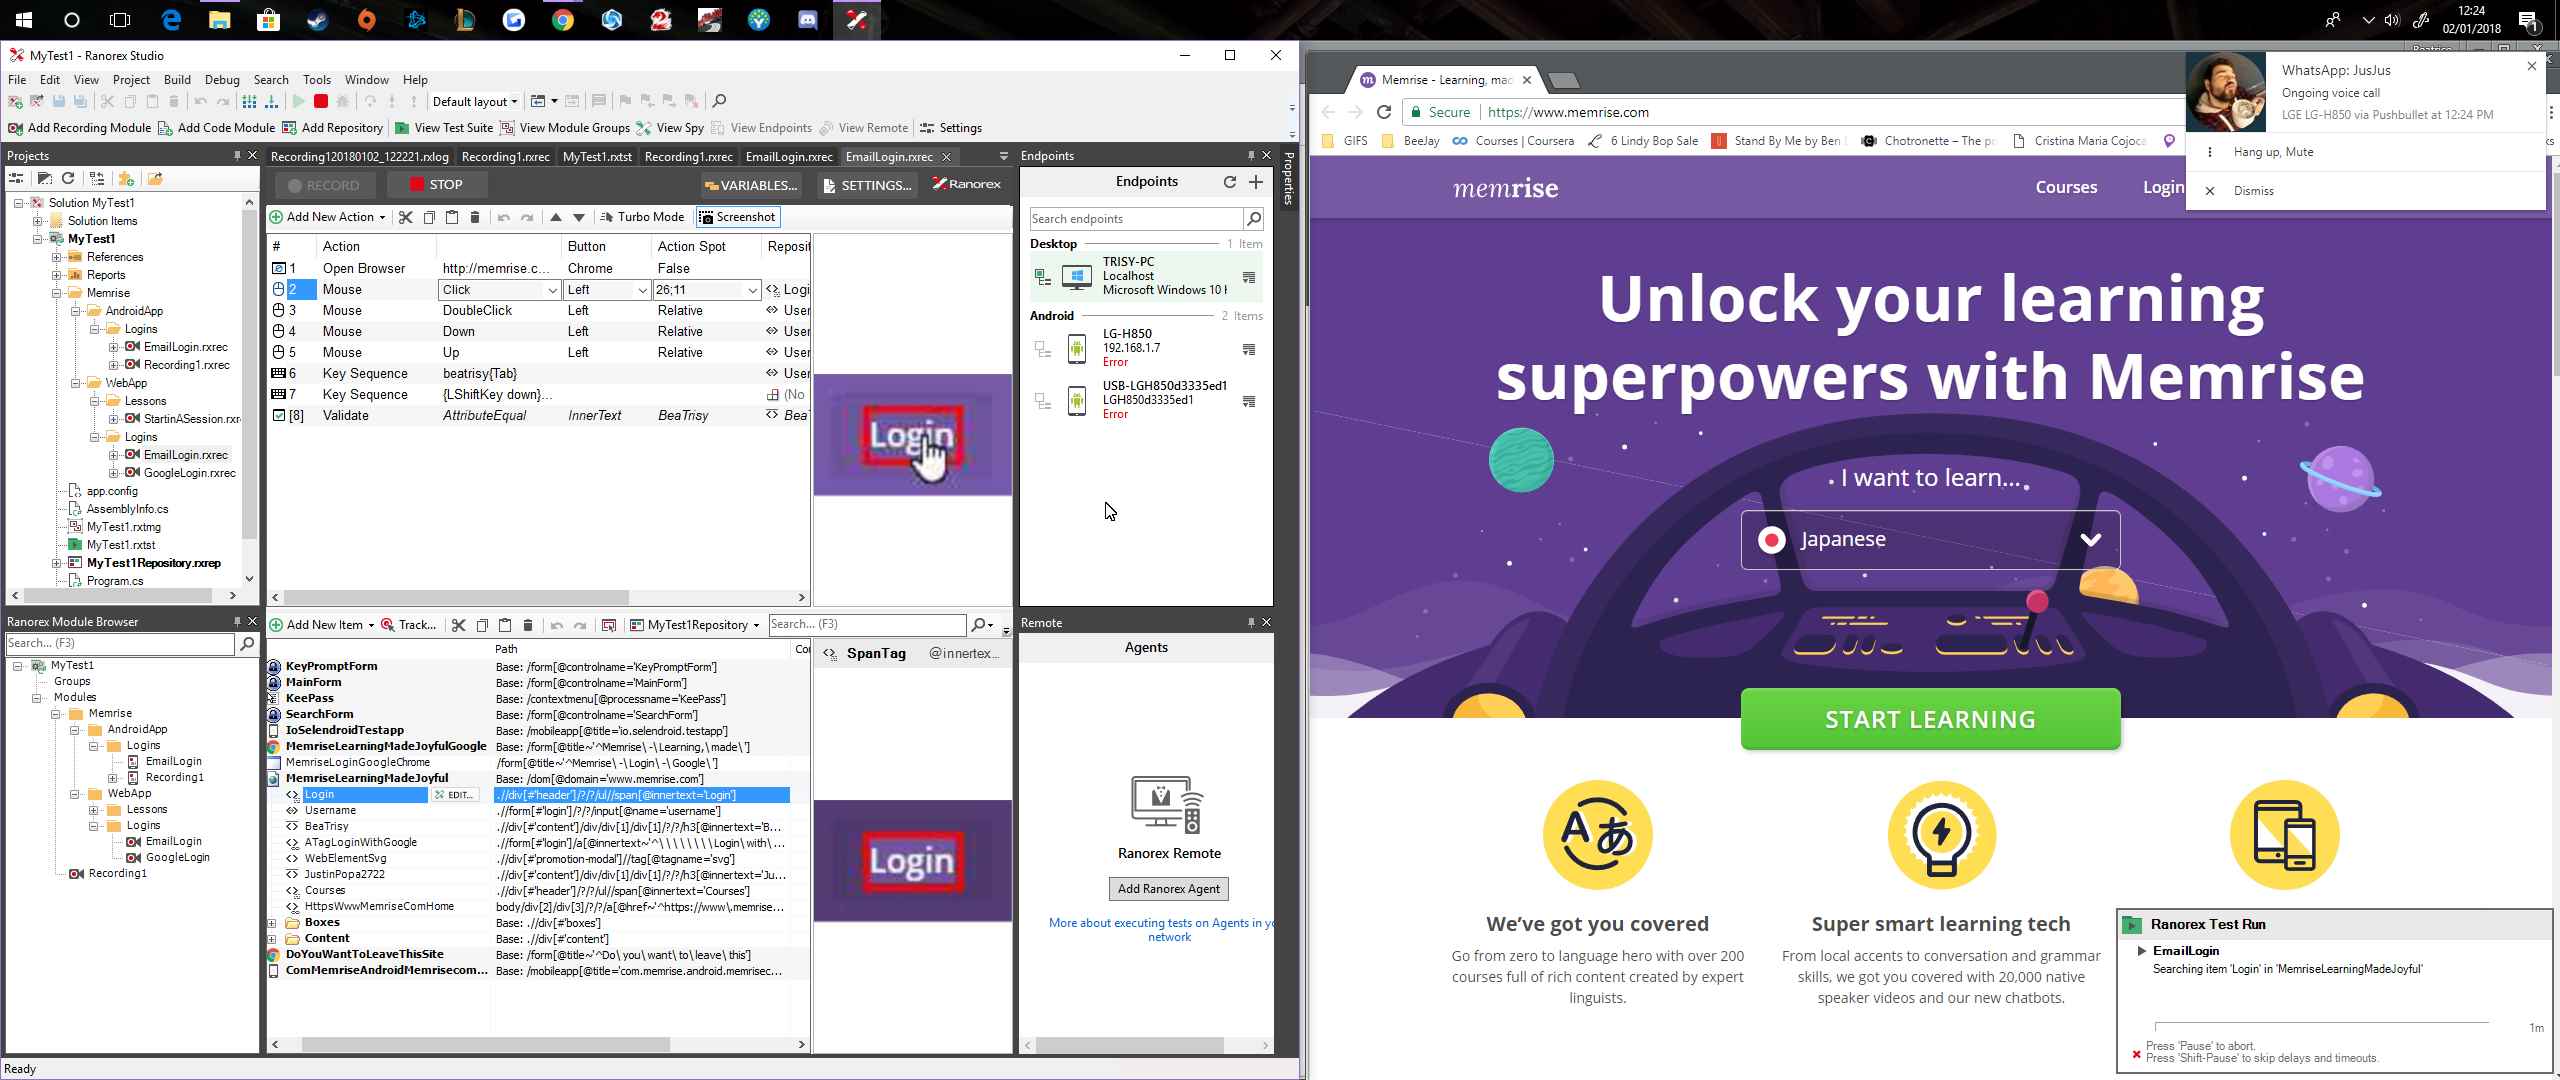 12:24
02/01/2018
1
MyTest1 - Ranorex Studio
File Edit View Project Build Debug Search Tools Window Help
Default layout
Add Recording Module Add Code Module Add Repository View Test Suite View Module Groups View Spy View Endpoints View Remote Settings
Projects
Solution MyTest1
Solution Items
MyTest1
References
Reports
Memrise
AndroidApp
Logins
EmailLogin.rxrec
Recording1.rxrec
WebApp
Lessons
StartinASession.rxr
Logins
EmailLogin.rxrec
GoogleLogin.rxrec
app.config
AssemblyInfo.cs
MyTest1.rxtmg
MyTest1.rxtst
MyTest1Repository.rxrep
Program.cs
Ranorex Module Browser
Search... (F3)
MyTest1
Groups
Modules
Memrise
AndroidApp
Logins
EmailLogin
Recording1
WebApp
Lessons
Logins
EmailLogin
GoogleLogin
Recording1
Ready
Recording120180102_122221.rxlog Recording1.rxrec MyTest1.rxtst Recording1.rxrec EmailLogin.rxrec EmailLogin.rxrec
RECORD STOP VARIABLES... SETTINGS... Ranorex
Add New Action Turbo Mode Screenshot
# Action Button Action Spot Reposit
1 Open Browser http://memrise.c... Chrome False
2 Mouse Click Left 26;11 Logi
3 Mouse DoubleClick Left Relative User
4 Mouse Down Left Relative User
5 Mouse Up Left Relative User
6 Key Sequence beatrisy{Tab} User
7 Key Sequence {LShiftKey down}... (No
[8] Validate AttributeEqual InnerText BeaTrisy BeaT
Login
Add New Item Track... MyTest1Repository Search... (F3)
Path Co
KeyPromptForm Base: /form[@controlname='KeyPromptForm']
MainForm Base: /form[@controlname='MainForm']
KeePass Base: /contextmenu[@processname='KeePass']
SearchForm Base: /form[@controlname='SearchForm']
IoSelendroidTestapp Base: /mobileapp[@title='io.selendroid.testapp']
MemriseLearningMadeJoyfulGoogle Base: /form[@title~'^Memrise\ -\ Learning,\ made\ ']
MemriseLoginGoogleChrome /form[@title~'^Memrise\ -\ Login\ -\ Google\ ']
MemriseLearningMadeJoyful Base: /dom[@domain='www.memrise.com']
Login EDIT... .//div[#'header']/?/?/ul//span[@innertext='Login']
Username .//form[#'login']/?/?/input[@name='username']
BeaTrisy .//div[#'content']/div/div[1]/div[1]/?/?/h3[@innertext='B...
ATagLoginWithGoogle .//form[#'login']/a[@innertext~'^\ \ \ \ \ \ \ \ Login\ with\ ...
WebElementSvg .//div[#'promotion-modal']//tag[@tagname='svg']
JustinPopa2722 .//div[#'content']/div/div[1]/div[1]/?/?/h3[@innertext='Ju...
Courses .//div[#'header']/?/?/ul//span[@innertext='Courses']
HttpsWwwMemriseComHome body/div[2]/div[3]/?/?/a[@href~'^https://www\.memrise...
Boxes Base: .//div[#'boxes']
Content Base: .//div[#'content']
DoYouWantToLeaveThisSite Base: /form[@title~'^Do\ you\ want\ to\ leave\ this']
ComMemriseAndroidMemrisecom... Base: /mobileapp[@title='com.memrise.android.memrisec...
SpanTag @innertex...
Login
Endpoints
Endpoints
Search endpoints
Desktop 1 Item
TRISY-PC
Localhost
Microsoft Windows 10
Android 2 Items
LG-H850
192.168.1.7
Error
USB-LGH850d3335ed1
LGH850d3335ed1
Error
Properties
Remote
Agents
Ranorex Remote
Add Ranorex Agent
More about executing tests on Agents in yo
network
Memrise - Learning, mad
Secure https://www.memrise.com
GIFS BeeJay Courses | Coursera 6 Lindy Bop Sale Stand By Me by Ben Chotronette – The po Cristina Maria Cojoca
WhatsApp: JusJus
Ongoing voice call
LGE LG-H850 via Pushbullet at 12:24 PM
Hang up, Mute
Dismiss
memrise
Courses Login
Unlock your learning
superpowers with Memrise
I want to learn...
Japanese
START LEARNING
A あ
We’ve got you covered
Go from zero to language hero with over 200
courses full of rich content created by expert
linguists.
Super smart learning tech
From local accents to conversation and grammar
skills, we got you covered with 20,000 native
speaker videos and our new chatbots.
Ranorex Test Run
EmailLogin
Searching item 'Login' in 'MemriseLearningMadeJoyful'
1m
Press 'Pause' to abort.
Press 'Shift-Pause' to skip delays and timeouts.